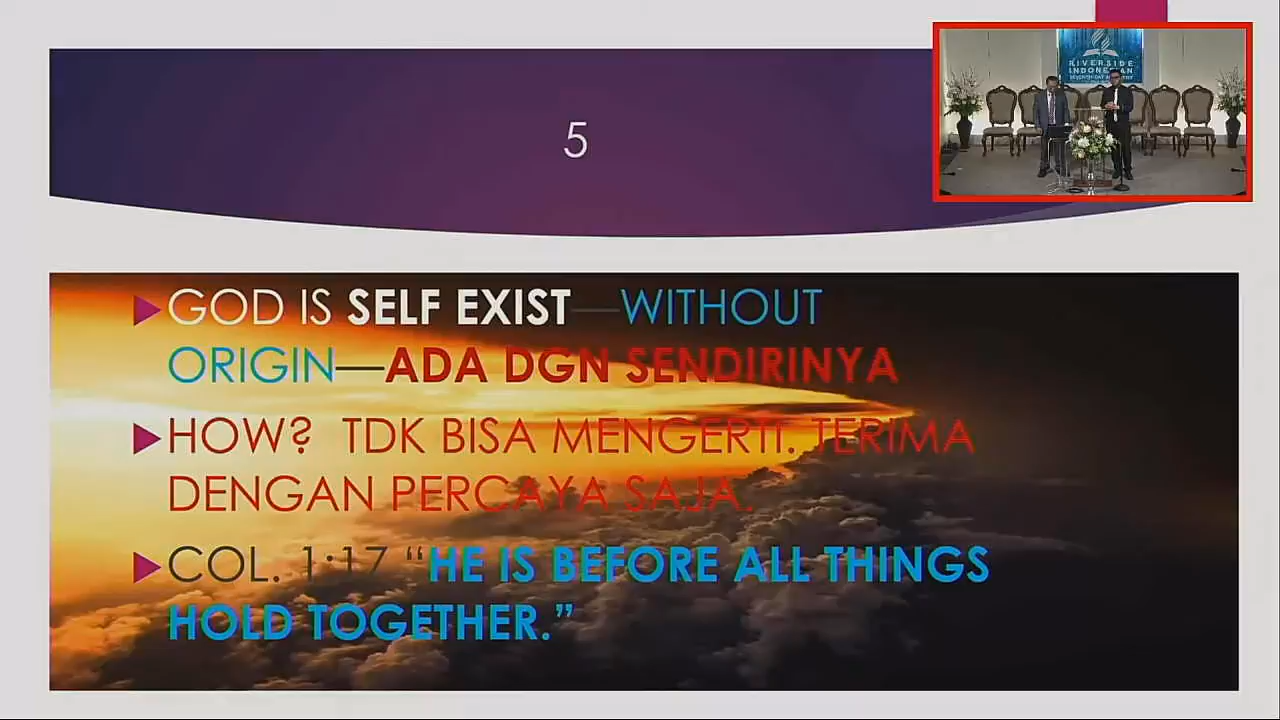 RIVERSIDE
INDONESIAN
5
GOD IS SELF EXIST—WITHOUT
ORIGIN—ADA DGN SENDIRINYA
HOW? TDK BISA MENGERTI. TERIMA
DENGAN PERCAYA SAJA.
COL. 1:17 “HE IS BEFORE ALL THINGS
HOLD TOGETHER.”